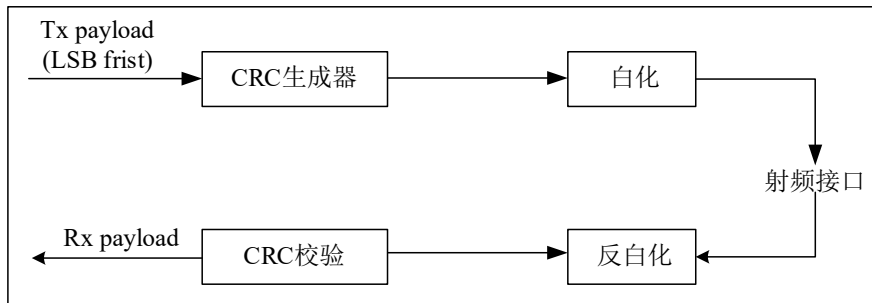 Tx payload
(LSB frist)
CRC生成器
白化
射频接口
Rx payload
CRC校验
反白化